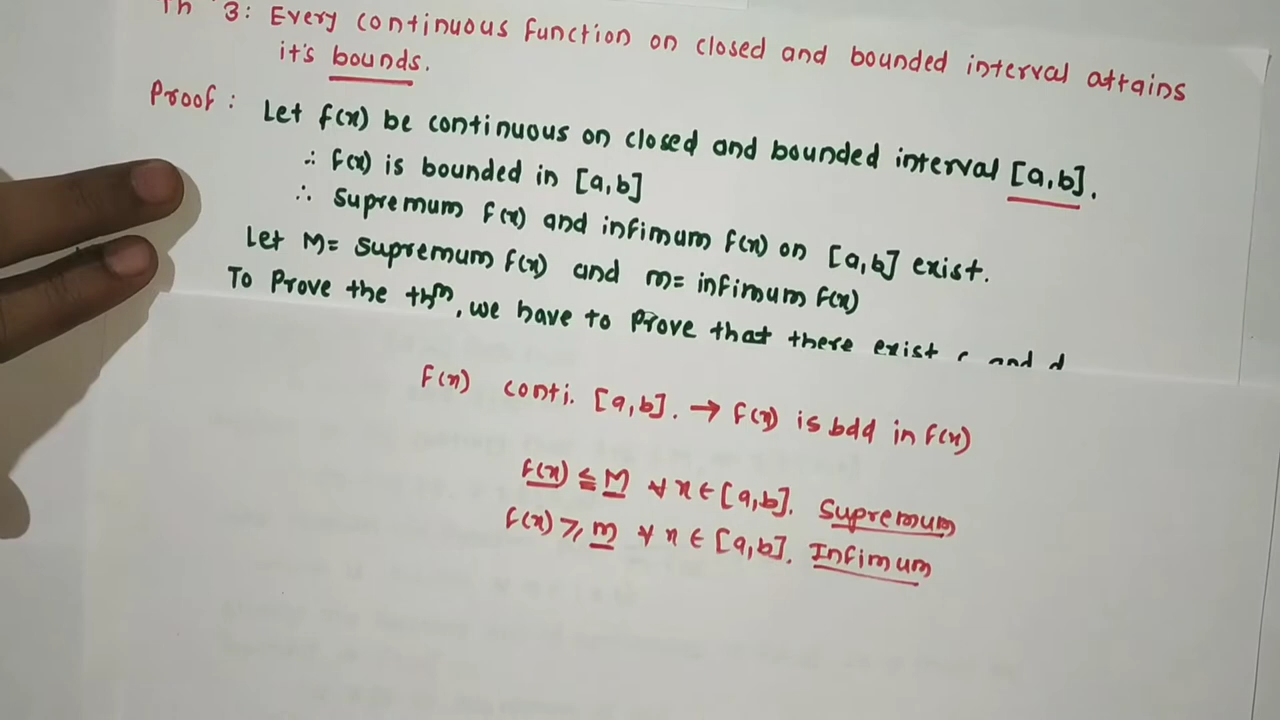 Th 3: Every continuous function on closed and bounded interval attains
it's bounds.
Proof: Let f(x) be continuous on closed and bounded interval [a,b].
∴ f(x) is bounded in [a,b]
∴ Supremum f(x) and infimum f(x) on [a,b] exist.
Let M= supremum f(x) and m= infimum f(x)
To Prove the thm, we have to Prove that there exist c and d
f(x) conti. [a,b]. → f(x) is bdd in f(x)
f(x) ≤ M ∀ x ∈ [a,b]. Supremum
f(x) ≥ m ∀ x ∈ [a,b]. Infimum